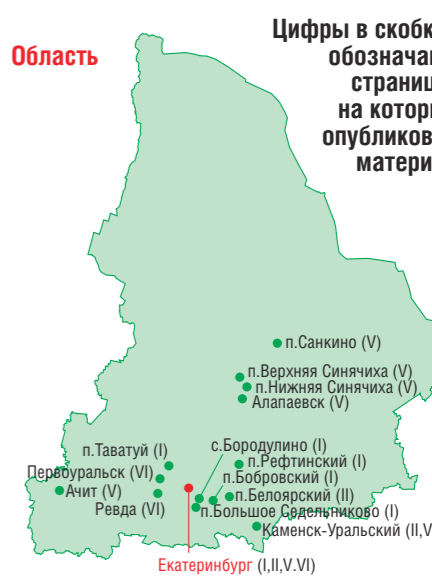 Область
Цифры в скобк
обозначаю
страниц
на котор
опубликов
матери
п.Санкино (V)
п.Верхняя Синячиха (V)
п.Нижняя Синячиха (V)
Алапаевск (V)
п.Таватуй (I)
с.Бородулино (I)
п.Рефтинский (I)
Первоуральск (VI)
п.Бобровский (I)
Ачит (V)
п.Белоярский (II)
Ревда (VI)
п.Большое Седельниково (I)
Каменск-Уральский (II,V
Екатеринбург (I,II,V.VI)